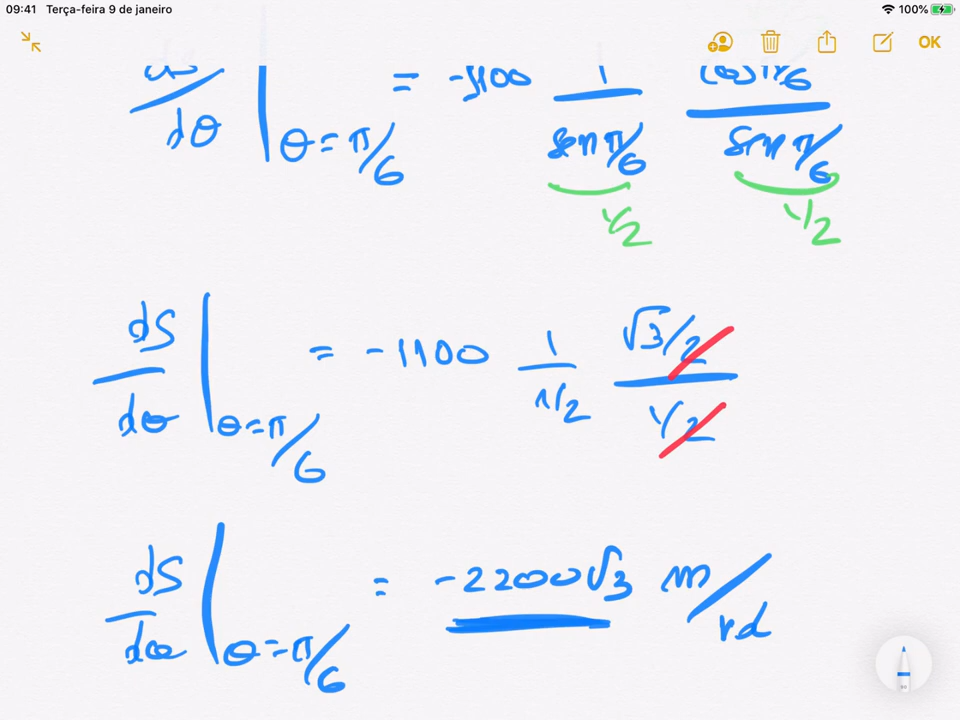 09:41 Terça-feira 9 de janeiro 100%
OK
dS/dθ |θ=π/6 = -1100 1/sen π/6 cos π/6/sen π/6
1/2 1/2
dS/dθ |θ=π/6 = -1100 1/1/2 √3/2/1/2
dS/dθ |θ=π/6 = -2200√3 m/rd